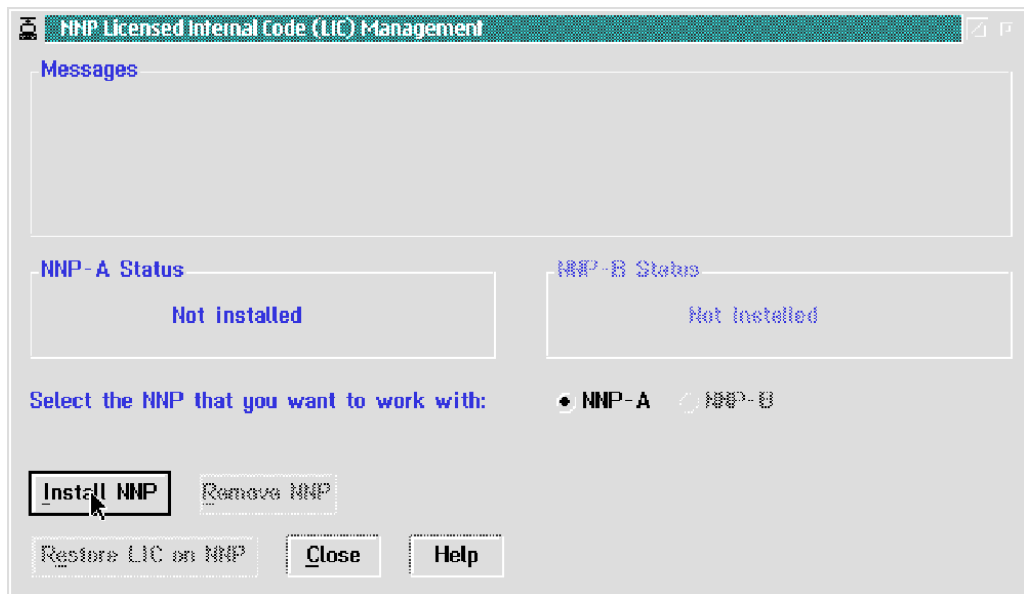 NNP Licensed Internal Code (LIC) Management
Messages
NNP-A Status
NNP-B Status
Not installed
Not installed
Select the NNP that you want to work with:
NNP-A
NNP-B
Install NNP
Remove NNP
Restore LIC on NNP
Close
Help